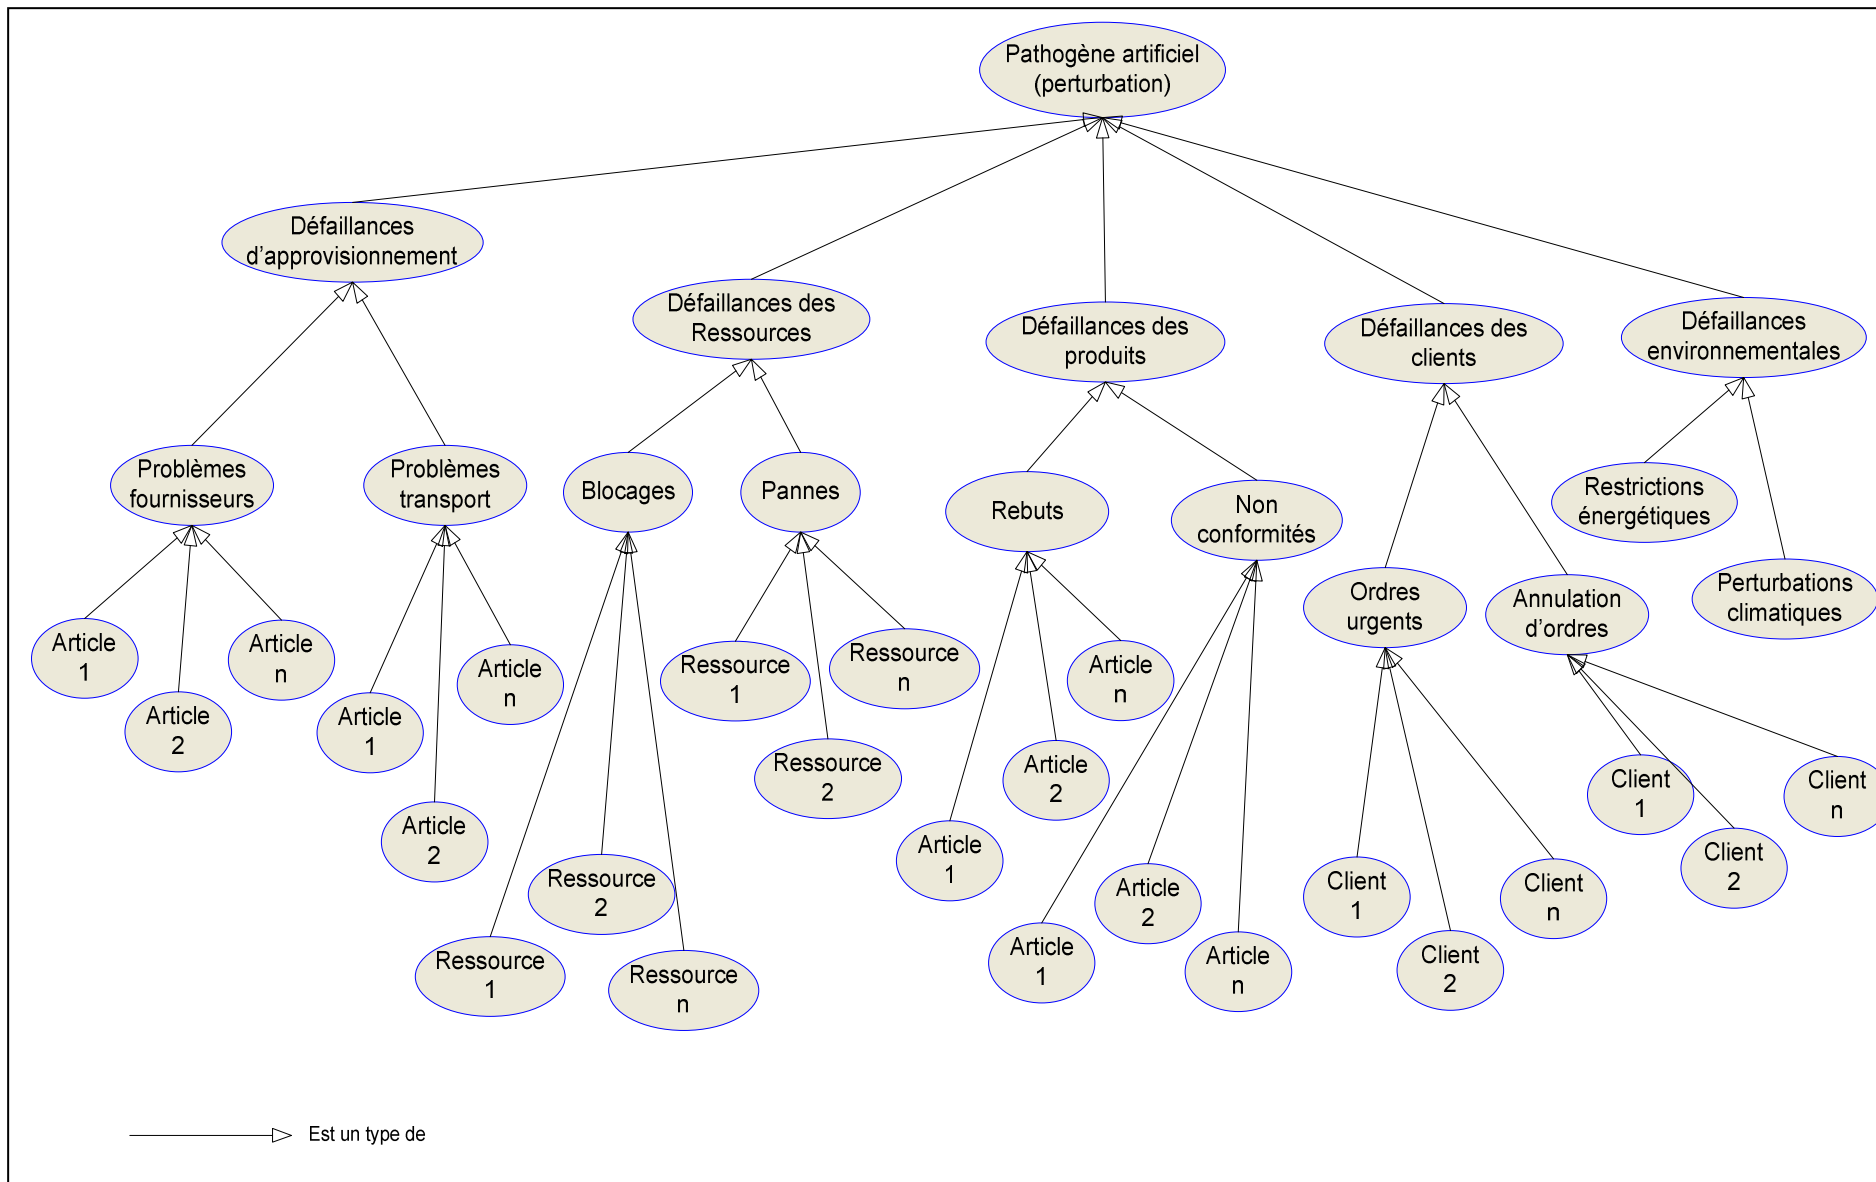 Pathogène artificiel
(perturbation)
Défaillances
d’approvisionnement
Défaillances des
Ressources
Défaillances des
produits
Défaillances des
clients
Défaillances
environnementales
Problèmes
fournisseurs
Problèmes
transport
Blocages
Pannes
Rebuts
Non
conformités
Restrictions
énergétiques
Ordres
urgents
Annulation
d’ordres
Perturbations
climatiques
Article
1
Article
2
Article
n
Article
1
Article
2
Article
n
Ressource
1
Ressource
2
Ressource
n
Ressource
1
Ressource
2
Ressource
n
Article
1
Article
2
Article
n
Article
1
Article
2
Article
n
Client
1
Client
2
Client
n
Client
1
Client
2
Client
n
Est un type de